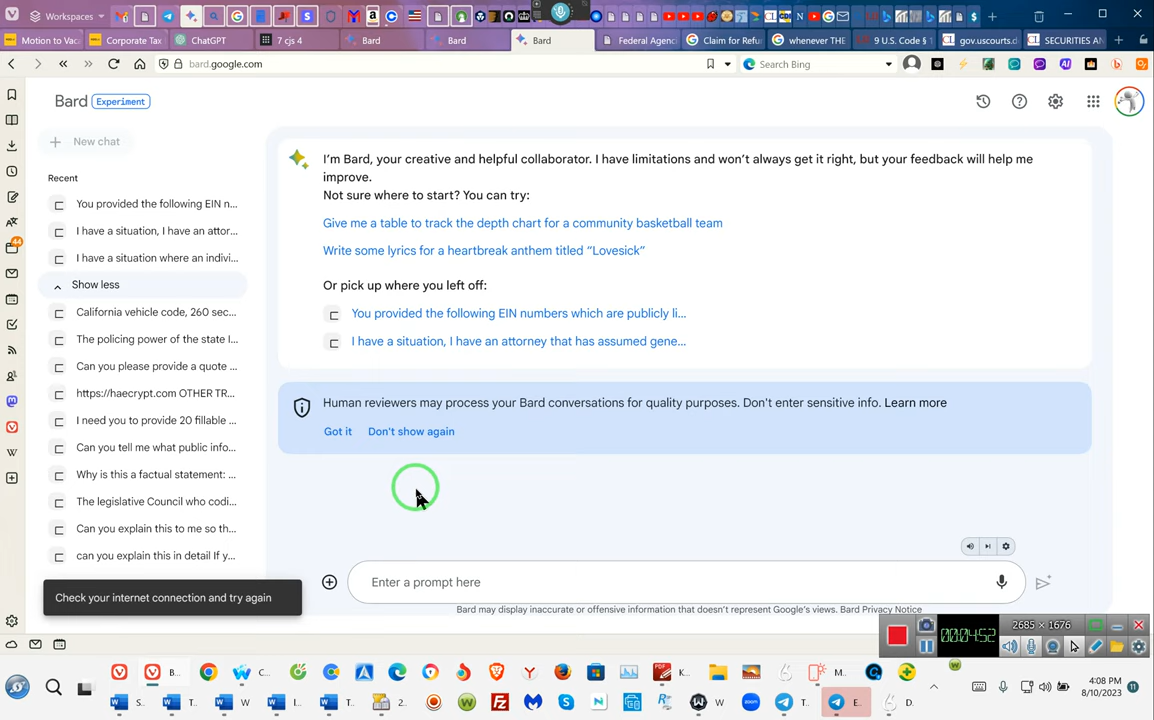 Workspaces
Motion to Vac
Corporate Tax
ChatGPT
7 cjs 4
Bard
Bard
Bard
Federal Agenc
Claim for Refu
whenever THE
9 U.S. Code §
gov.uscourts.c
SECURITIES AN
bard.google.com
Search Bing
Bard Experiment
New chat
Recent
You provided the following EIN n...
I have a situation, I have an attor...
I have a situation where an indivi...
Show less
California vehicle code, 260 sec...
The policing power of the state I...
Can you please provide a quote ...
https://haecrypt.com OTHER TR...
I need you to provide 20 fillable ...
Can you tell me what public info...
Why is this a factual statement: ...
The legislative Council who codi...
Can you explain this to me so th...
can you explain this in detail If y...
Check your internet connection and try again
I'm Bard, your creative and helpful collaborator. I have limitations and won't always get it right, but your feedback will help me
improve.
Not sure where to start? You can try:
Give me a table to track the depth chart for a community basketball team
Write some lyrics for a heartbreak anthem titled "Lovesick"
Or pick up where you left off:
You provided the following EIN numbers which are publicly li...
I have a situation, I have an attorney that has assumed gene...
Human reviewers may process your Bard conversations for quality purposes. Don't enter sensitive info. Learn more
Got it Don't show again
Enter a prompt here
Bard may display inaccurate or offensive information that doesn't represent Google's views. Bard Privacy Notice
00:04:52
2685 × 1676
4:08 PM
8/10/2023